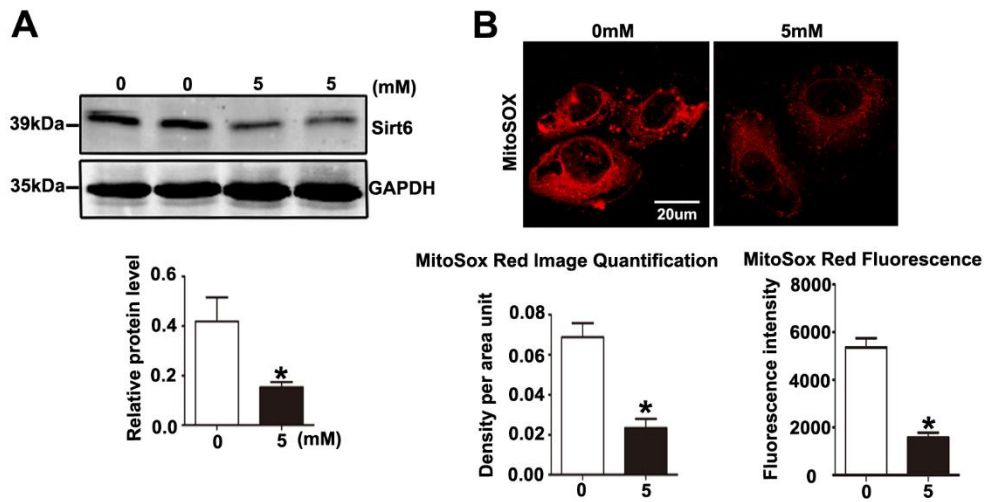 A
0 0 5 5 (mM)
39kDa Sirt6
35kDa GAPDH
Relative protein level
0.6
0.4
0.2
0.0
*
0 5 (mM)
B
0mM 5mM
MitoSOX
20um
MitoSox Red Image Quantification
Density per area unit
0.08
0.06
0.04
0.02
0.00
*
0 5
MitoSox Red Fluorescence
Fluorescence intensity
8000
6000
4000
2000
0
*
0 5